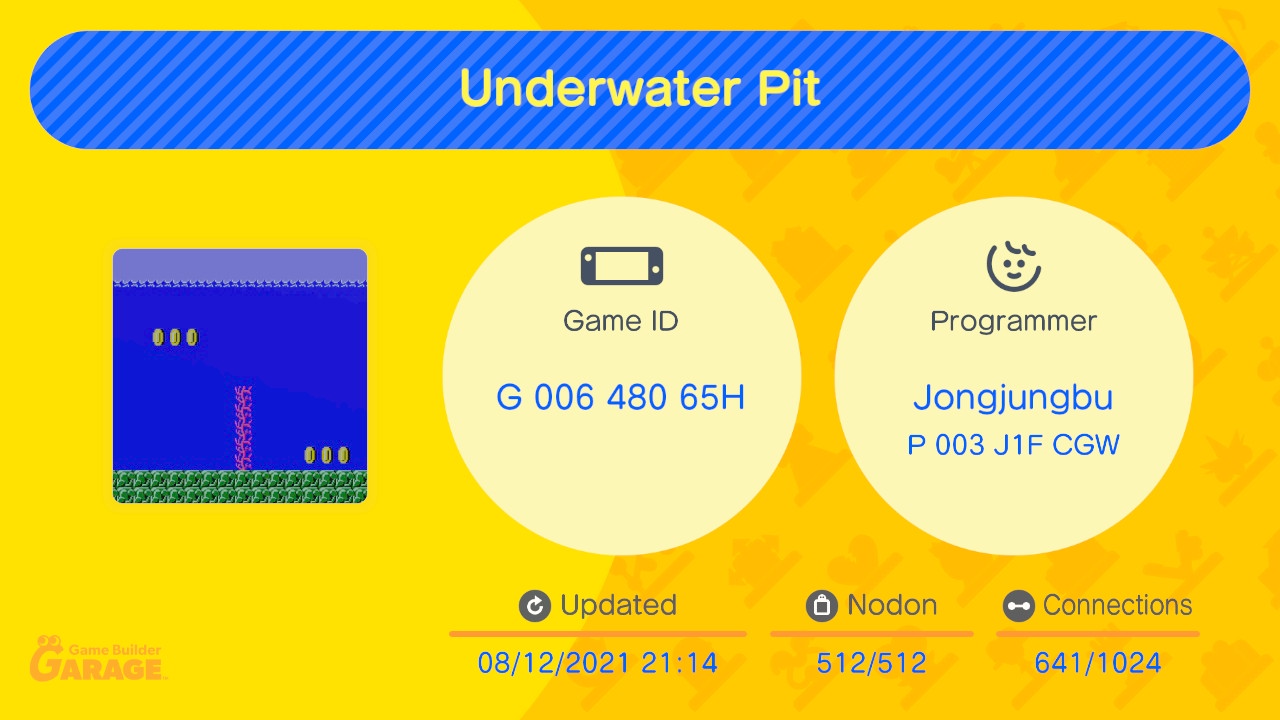 Underwater Pit
Game ID
G 006 480 65H
Programmer
Jongjungbu
P 003 J1F CGW
Updated
08/12/2021 21:14
Nodon
512/512
Connections
641/1024
Game Builder
GARAGE™